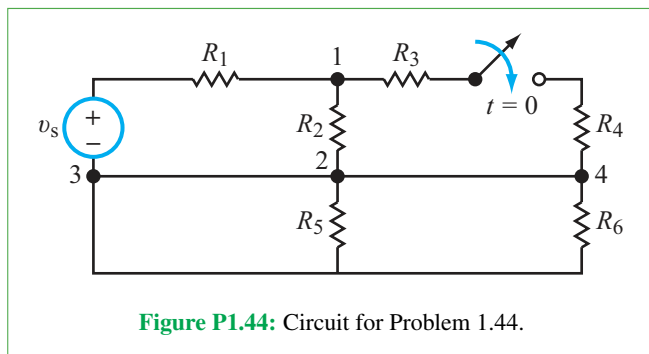 R1 1 R3
vs + − R2 t = 0 R4
3 2 4
R5 R6
Figure P1.44: Circuit for Problem 1.44.